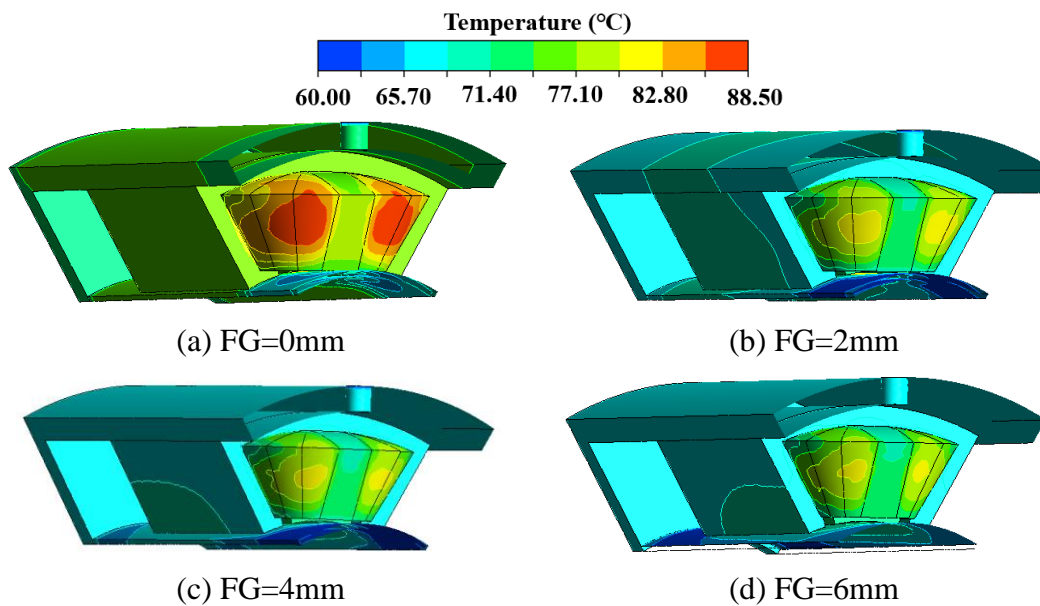 Temperature (°C)
60.00 65.70 71.40 77.10 82.80 88.50
(a) FG=0mm
(b) FG=2mm
(c) FG=4mm
(d) FG=6mm